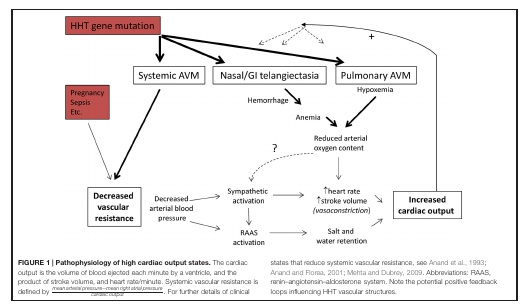 HHT gene mutation
+
Systemic AVM
Nasal/GI telangiectasia
Pulmonary AVM
Hypoxemia
Pregnancy
Sepsis
Etc.
Hemorrhage
Anemia
Reduced arterial
oxygen content
?
Decreased
vascular
resistance
Decreased
arterial blood
pressure
Sympathetic
activation
↑heart rate
↑stroke volume
(vasoconstriction)
Increased
cardiac output
RAAS
activation
Salt and
water retention
FIGURE 1 | Pathophysiology of high cardiac output states. The cardiac
output is the volume of blood ejected each minute by a ventricle, and the
product of stroke volume, and heart rate/minute. Systemic vascular resistance is
defined by mean arterial pressure−mean right atrial pressure
cardiac output
. For further details of clinical
states that reduce systemic vascular resistance, see Anand et al., 1993;
Anand and Florea, 2001; Mehta and Dubrey, 2009. Abbreviations: RAAS,
renin–angiotensin–aldosterone system. Note the potential positive feedback
loops influencing HHT vascular structures.